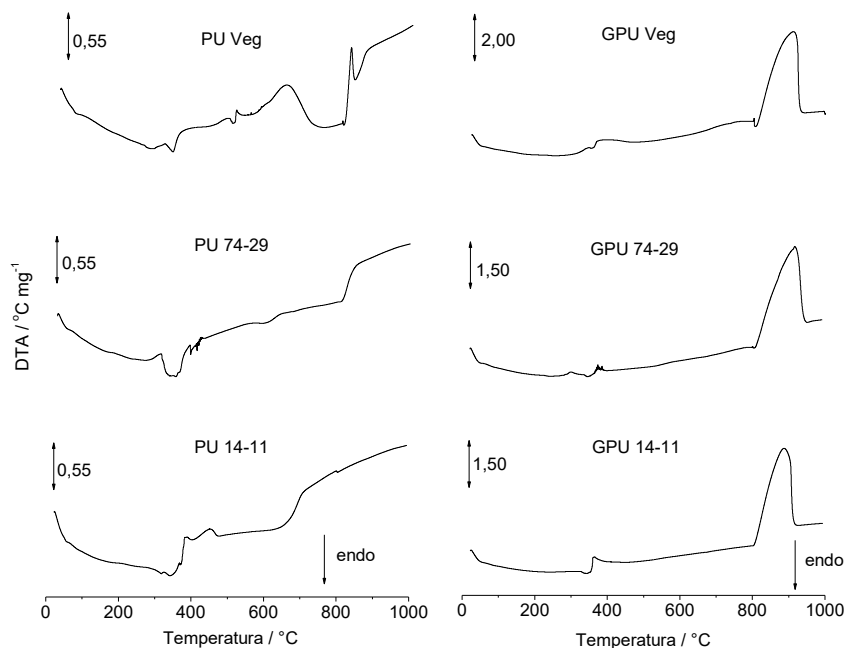 0,55
PU Veg
2,00
GPU Veg
0,55
PU 74-29
1,50
GPU 74-29
DTA / °C mg-1
0,55
PU 14-11
1,50
GPU 14-11
endo
endo
0 200 400 600 800 1000
0 200 400 600 800 1000
Temperatura / °C
Temperatura / °C